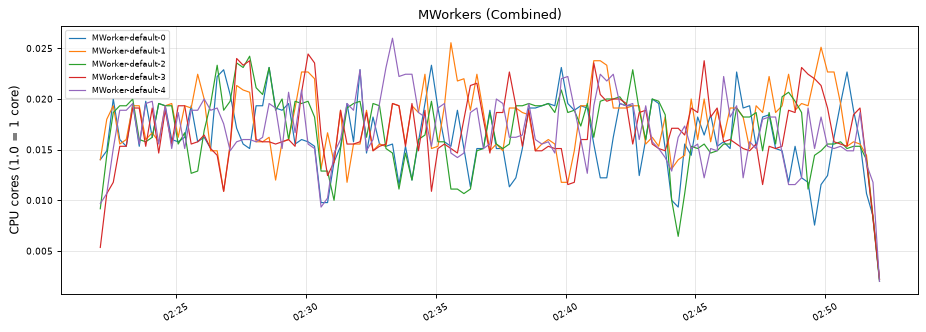 MWorkers (Combined)
CPU cores (1.0 = 1 core)
0.025
0.020
0.015
0.010
0.005
MWorker-default-0
MWorker-default-1
MWorker-default-2
MWorker-default-3
MWorker-default-4
02:25
02:30
02:35
02:40
02:45
02:50